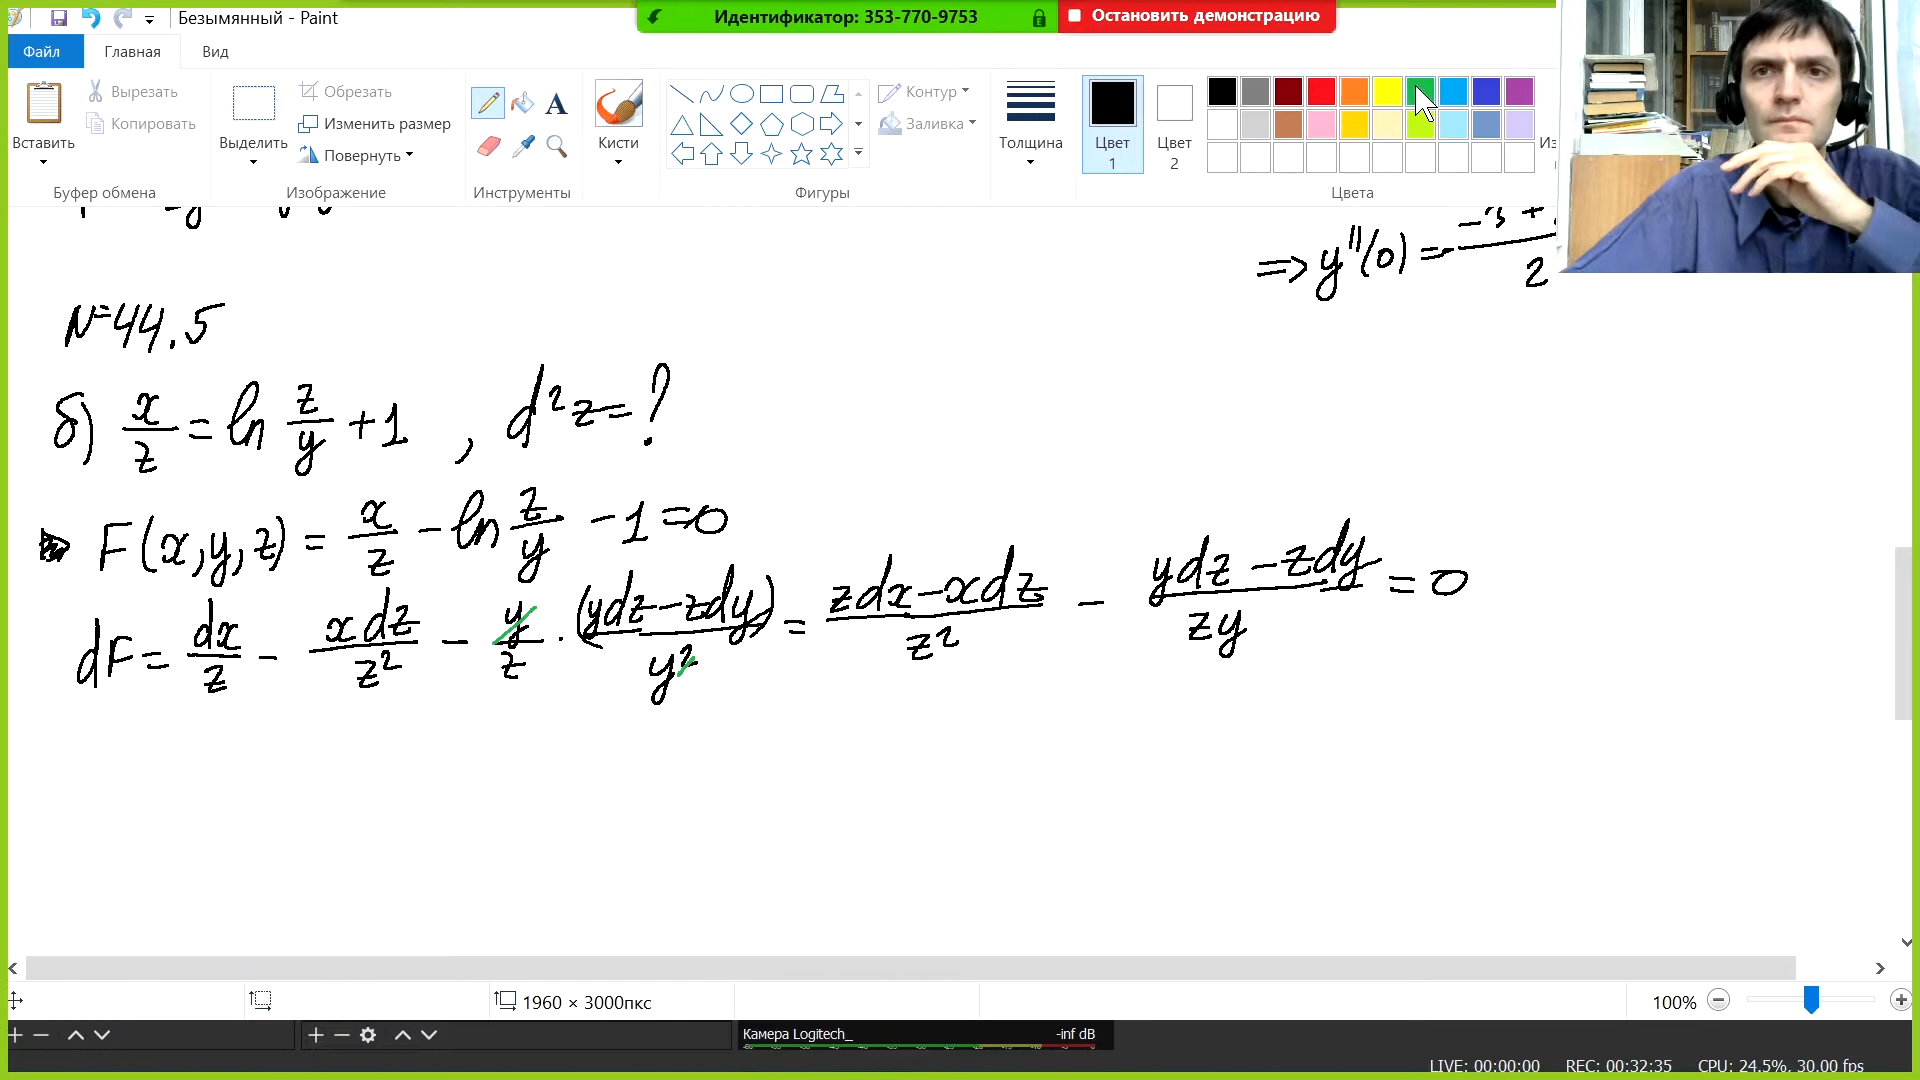 Безымянный - Paint
Идентификатор: 353-770-9753
Остановить демонстрацию
Файл
Главная
Вид
Вставить
Вырезать
Копировать
Буфер обмена
Выделить
Обрезать
Изменить размер
Повернуть
Изображение
A
Инструменты
Кисти
Фигуры
Контур
Заливка
Толщина
Цвет 1
Цвет 2
Цвета
Из
⇒ y''(0) = -3 + / 2
N=44.5
б) x/z = ln z/y + 1 , d²z=?
F(x,y,z) = x/z - ln z/y - 1 = 0
dF = dx/z - xdz/z² - y/z · (ydz-zdy)/y² = zdx-xdz/z² - ydz-zdy/zy = 0
1960 × 3000пкс
100%
Камера Logitech_
-inf dB
LIVE: 00:00:00
REC: 00:32:35
CPU: 24.5%, 30.00 fps